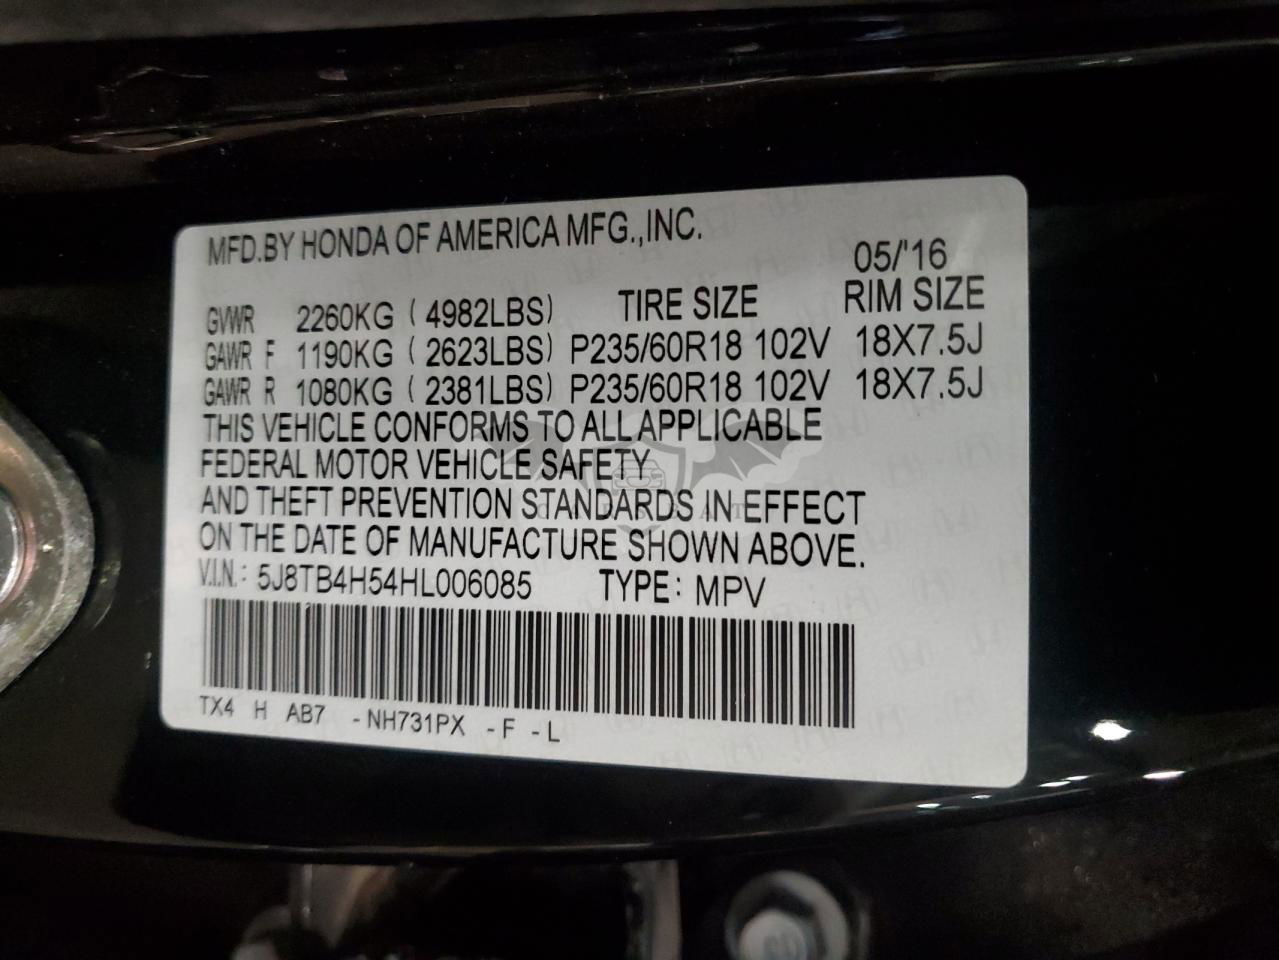 MFD.BY HONDA OF AMERICA MFG.,INC.
05/'16
GVWR 2260KG ( 4982LBS) TIRE SIZE RIM SIZE
GAWR F 1190KG ( 2623LBS) P235/60R18 102V 18X7.5J
GAWR R 1080KG ( 2381LBS) P235/60R18 102V 18X7.5J
THIS VEHICLE CONFORMS TO ALL APPLICABLE
FEDERAL MOTOR VEHICLE SAFETY
AND THEFT PREVENTION STANDARDS IN EFFECT
ON THE DATE OF MANUFACTURE SHOWN ABOVE.
V.I.N.: 5J8TB4H54HL006085 TYPE: MPV
TX4 H AB7 -NH731PX -F -L